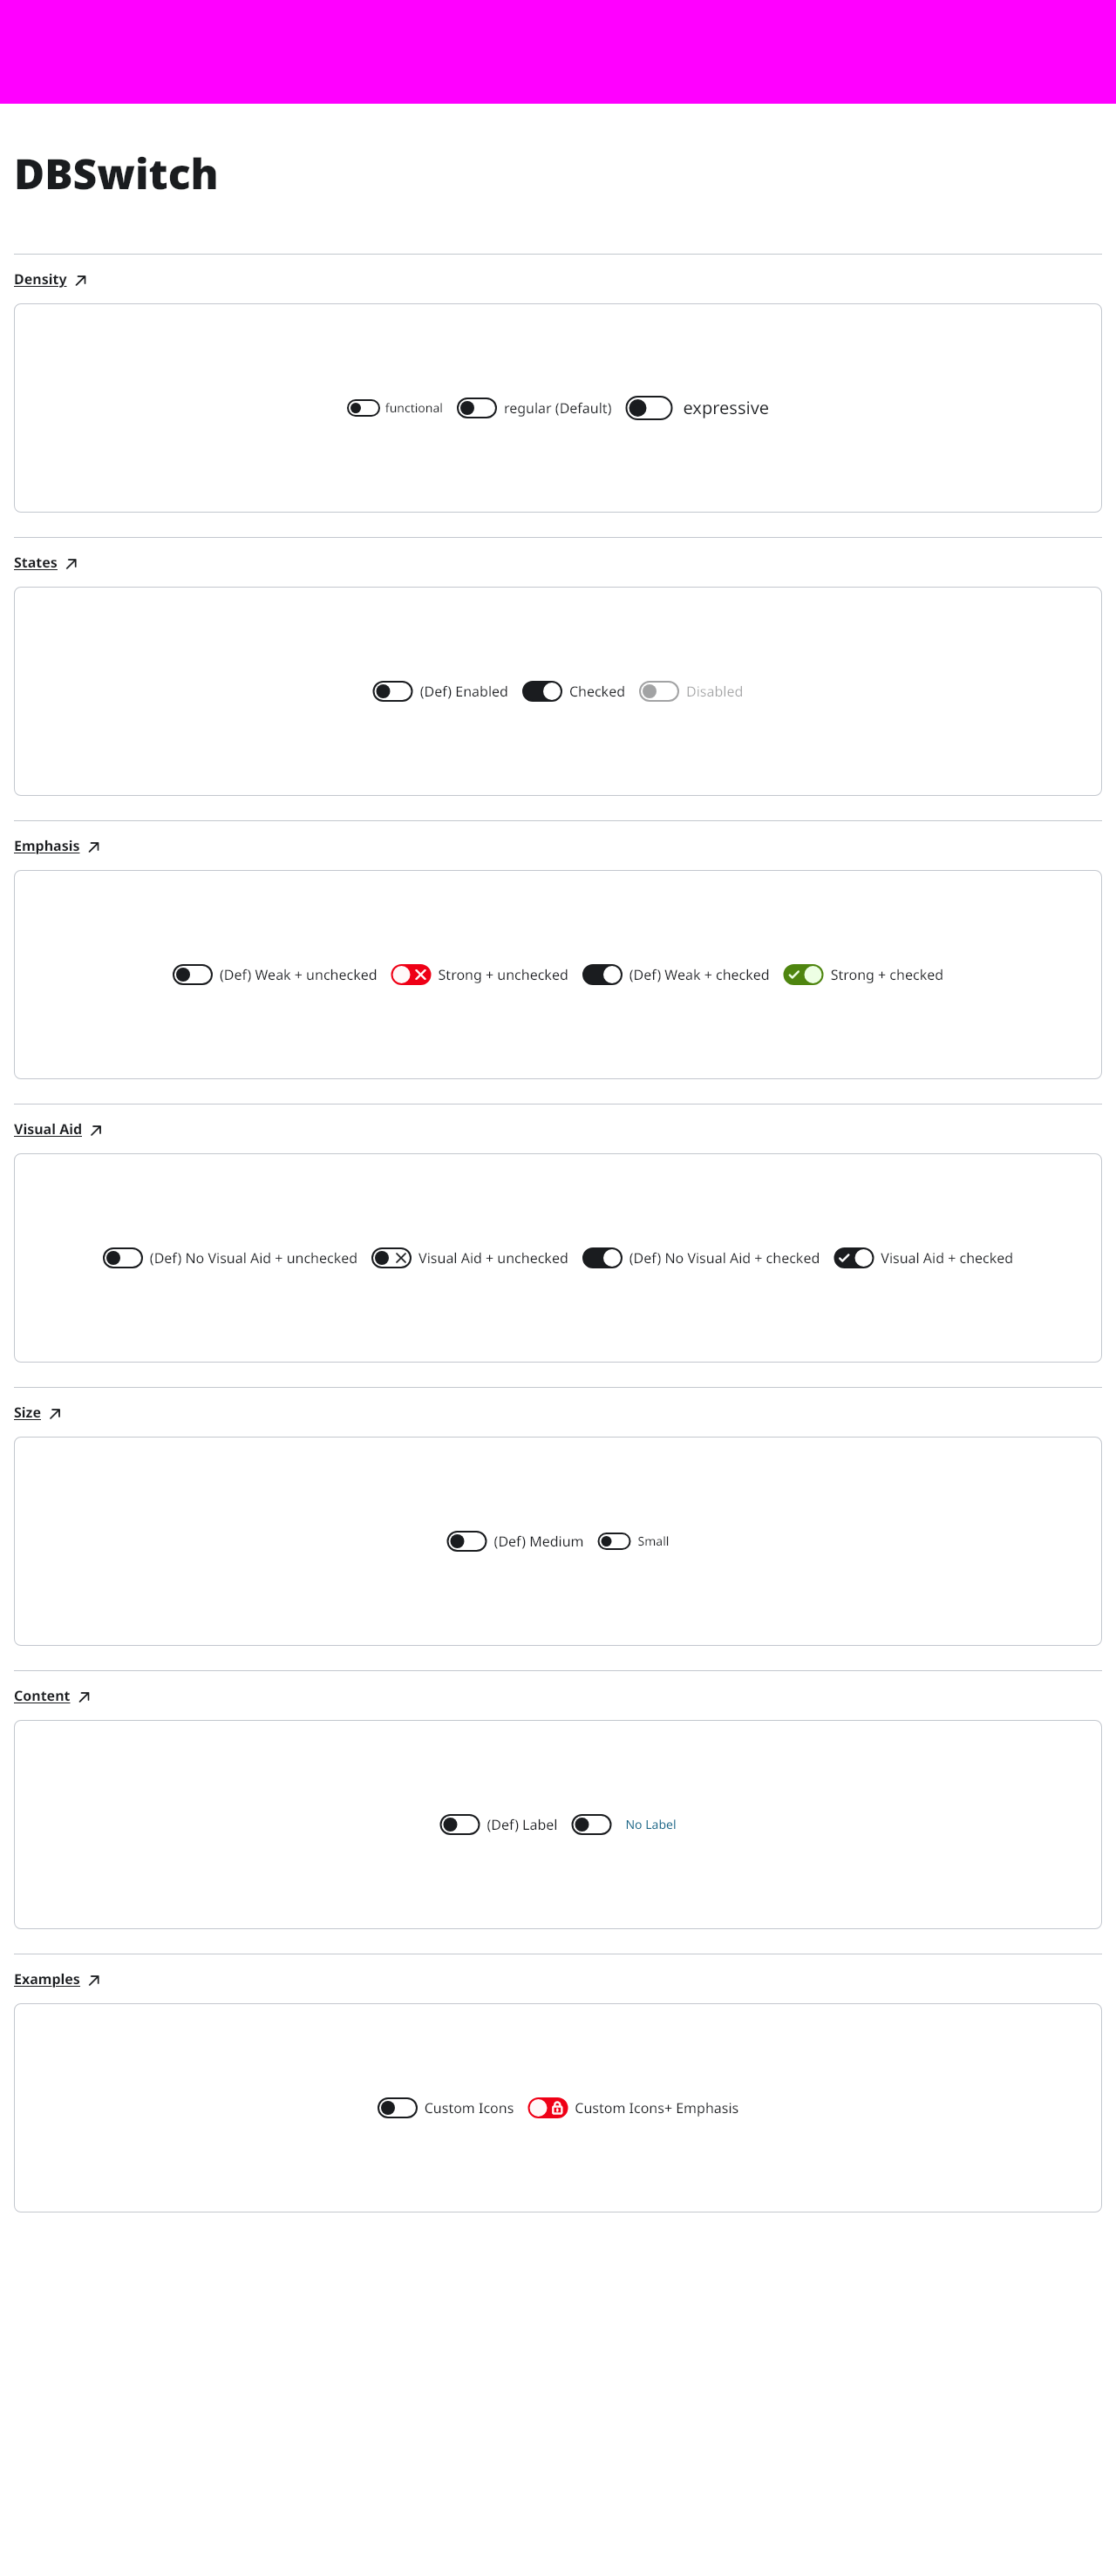 DBSwitch
Density
functional regular (Default) expressive
States
(Def) Enabled Checked Disabled
Emphasis
(Def) Weak + unchecked Strong + unchecked (Def) Weak + checked Strong + checked
Visual Aid
(Def) No Visual Aid + unchecked Visual Aid + unchecked (Def) No Visual Aid + checked Visual Aid + checked
Size
(Def) Medium Small
Content
(Def) Label No Label
Examples
Custom Icons Custom Icons+ Emphasis